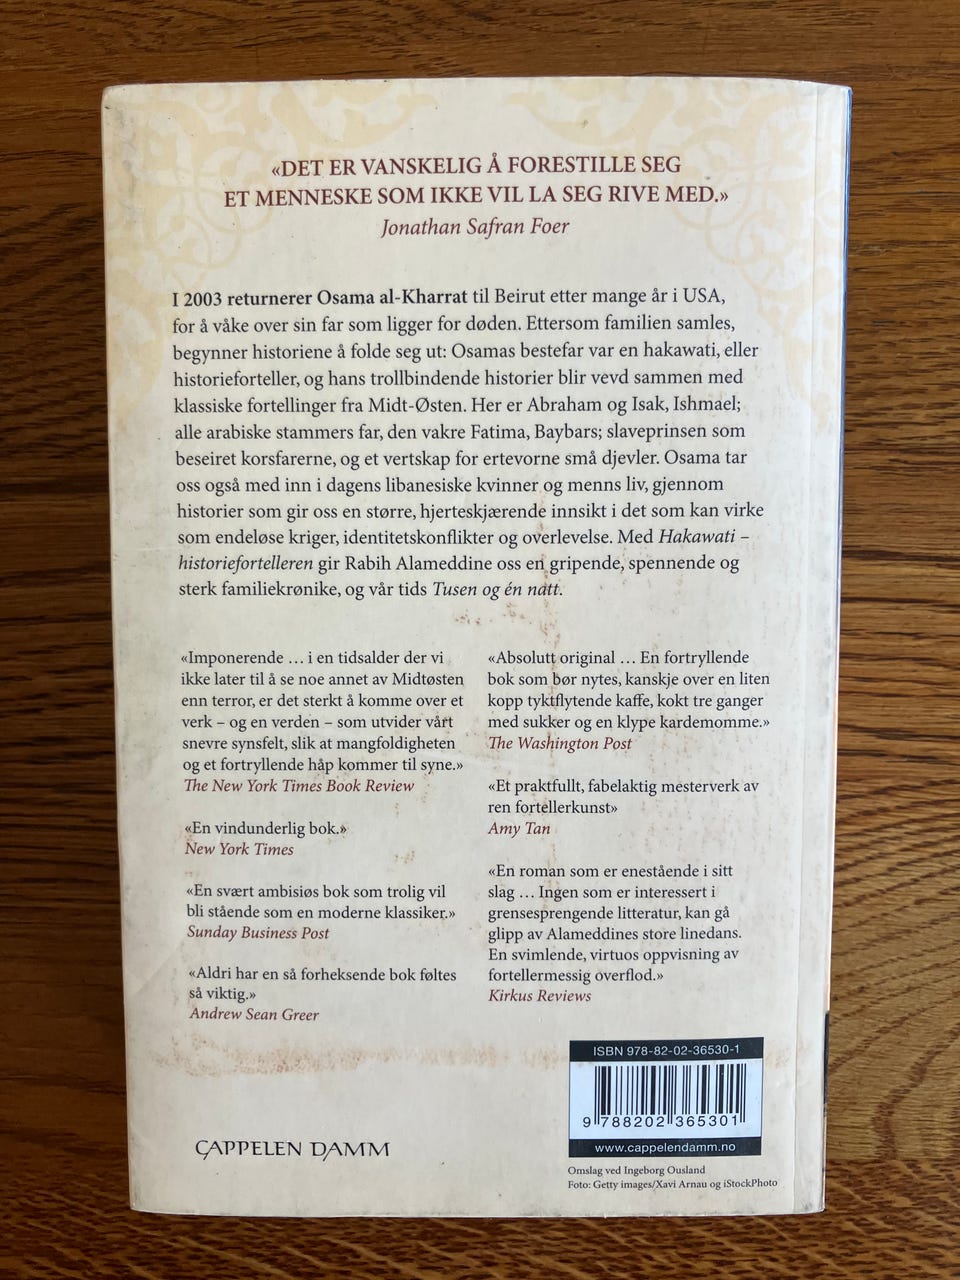 «DET ER VANSKELIG Å FORESTILLE SEG
ET MENNESKE SOM IKKE VIL LA SEG RIVE MED.»
Jonathan Safran Foer
I 2003 returnerer Osama al-Kharrat til Beirut etter mange år i USA,
for å våke over sin far som ligger for døden. Ettersom familien samles,
begynner historiene å folde seg ut: Osamas bestefar var en hakawati, eller
historieforteller, og hans trollbindende historier blir vevd sammen med
klassiske fortellinger fra Midt-Østen. Her er Abraham og Isak, Ishmael;
alle arabiske stammers far, den vakre Fatima, Baybars; slaveprinsen som
beseiret korsfarerne, og et vertskap for ertevorne små djevler. Osama tar
oss også med inn i dagens libanesiske kvinner og menns liv, gjennom
historier som gir oss en større, hjerteskjærende innsikt i det som kan virke
som endeløse kriger, identitetskonflikter og overlevelse. Med Hakawati –
historiefortelleren gir Rabih Alameddine oss en gripende, spennende og
sterk familiekrønike, og vår tids Tusen og én natt.
«Imponerende … i en tidsalder der vi
ikke later til å se noe annet av Midtøsten
enn terror, er det sterkt å komme over et
verk – og en verden – som utvider vårt
snevre synsfelt, slik at mangfoldigheten
og et fortryllende håp kommer til syne.»
The New York Times Book Review
«En vindunderlig bok.»
New York Times
«En svært ambisiøs bok som trolig vil
bli stående som en moderne klassiker.»
Sunday Business Post
«Aldri har en så forheksende bok føltes
så viktig.»
Andrew Sean Greer
«Absolutt original … En fortryllende
bok som bør nytes, kanskje over en liten
kopp tyktflytende kaffe, kokt tre ganger
med sukker og en klype kardemomme.»
The Washington Post
«Et praktfullt, fabelaktig mesterverk av
ren fortellerkunst»
Amy Tan
«En roman som er enestående i sitt
slag … Ingen som er interessert i
grensesprengende litteratur, kan gå
glipp av Alameddines store linedans.
En svimlende, virtuos oppvisning av
fortellermessig overflod.»
Kirkus Reviews
CAPPELEN DAMM
ISBN 978-82-02-36530-1
9 788202 365301
www.cappelendamm.no
Omslag ved Ingeborg Ousland
Foto: Getty images/Xavi Arnau og iStockPhoto